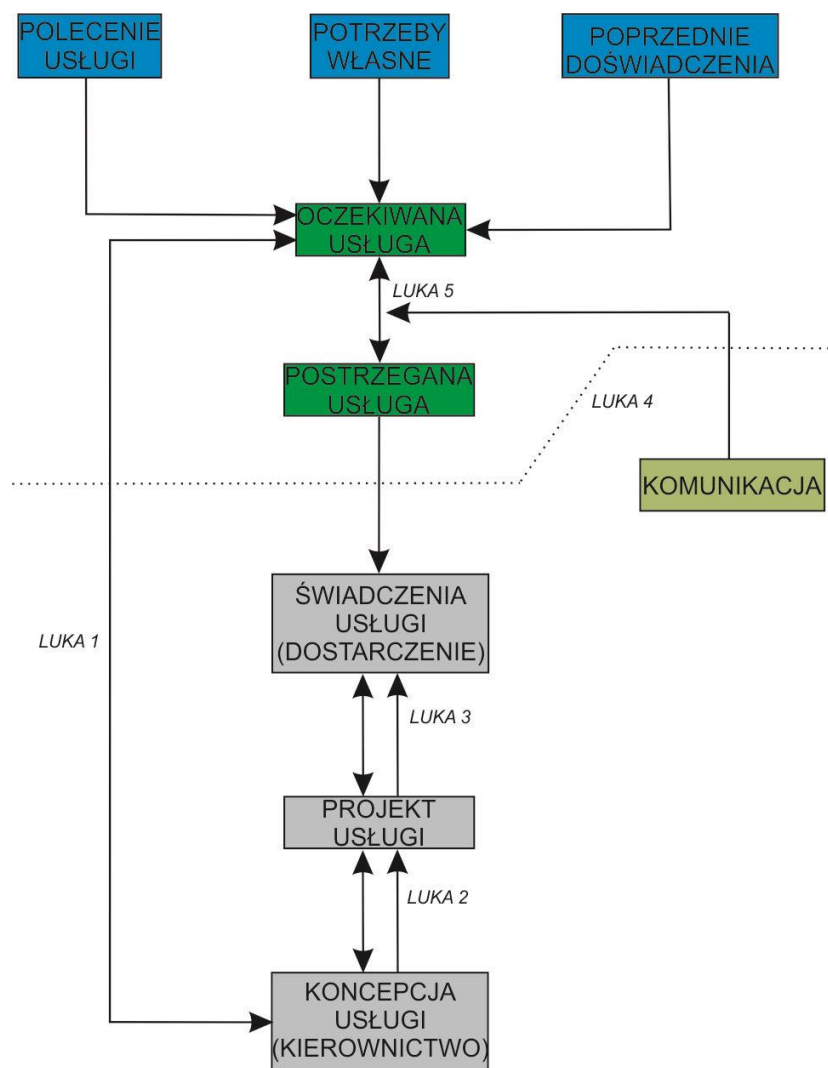 POLECENIE
USŁUGI
POTRZEBY
WŁASNE
POPRZEDNIE
DOŚWIADCZENIA
OCZEKIWANA
USŁUGA
LUKA 5
POSTRZEGANA
USŁUGA
LUKA 4
KOMUNIKACJA
ŚWIADCZENIA
USŁUGI
(DOSTARCZENIE)
LUKA 1
LUKA 3
PROJEKT
USŁUGI
LUKA 2
KONCEPCJA
USŁUGI
(KIEROWNICTWO)